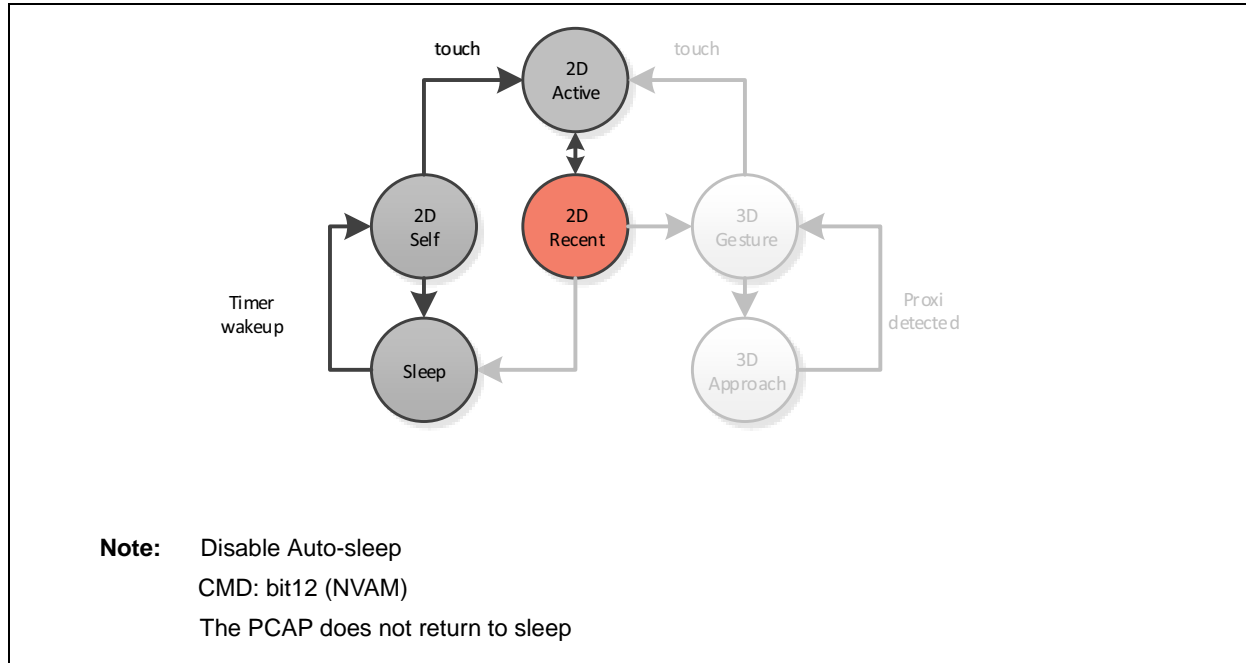 touch
2D
Active
touch
2D
Self
2D
Recent
3D
Gesture
Timer
wakeup
Proxi
detected
Sleep
3D
Approach
Note: Disable Auto-sleep
CMD: bit12 (NVAM)
The PCAP does not return to sleep